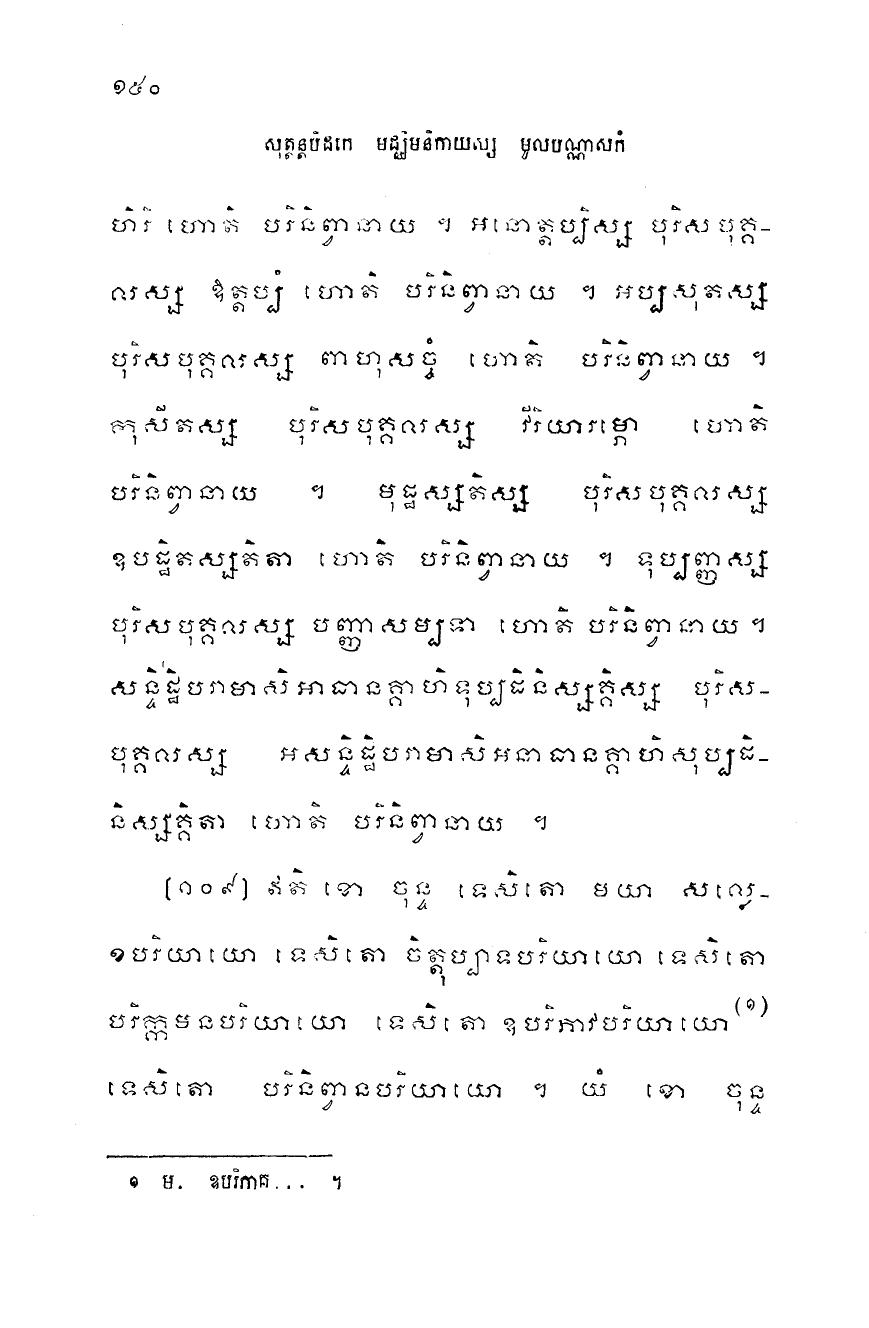 ១៥០
សុត្តន្តបិដកេ មជ្ឈិមនិកាយស្ស មូលបណ្ណាសកំ
ហិរិ ហោតិ បរិនិព្វានាយ ។ អនោត្តប្បិស្ស បុរិសបុគ្គ-
លស្ស ឱត្តប្បំ ហោតិ បរិនិព្វានាយ ។ អប្បសុតស្ស
បុរិសបុគ្គលស្ស ពាហុសច្ចំ ហោតិ បរិនិព្វានាយ ។
កុសីតស្ស បុរិសបុគ្គលស្ស វីរិយារម្ភោ ហោតិ
បរិនិព្វានាយ ។ មុដ្ឋស្សតិស្ស បុរិសបុគ្គលស្ស
ឧបដ្ឋិតស្សតិតា ហោតិ បរិនិព្វានាយ ។ ទុប្បញ្ញស្ស
បុរិសបុគ្គលស្ស បញ្ញាសម្បទា ហោតិ បរិនិព្វានាយ ។
សន្ទិដ្ឋិបរាមាសិអាធានគ្គាហិទុប្បដិនិស្សគ្គិស្ស បុរិស-
បុគ្គលស្ស អសន្ទិដ្ឋិបរាមាសិអនាធានគ្គាហិសុប្បដិ-
និស្សគ្គិតា ហោតិ បរិនិព្វានាយ ។
[១០៩] ឥតិ ខោ ចុន្ទ ទេសិតោ មយា សល្លេ-
ខបរិយាយោ ទេសិតោ ចិត្តុប្បាទបរិយាយោ ទេសិតោ
បរិក្កមនបរិយាយោ ទេសិតោ ឧបរិភាវបរិយាយោ(១)
ទេសិតោ បរិនិព្វានបរិយាយោ ។ យំ ខោ ចុន្ទ
១ ម. ឧបរិភាគ... ។